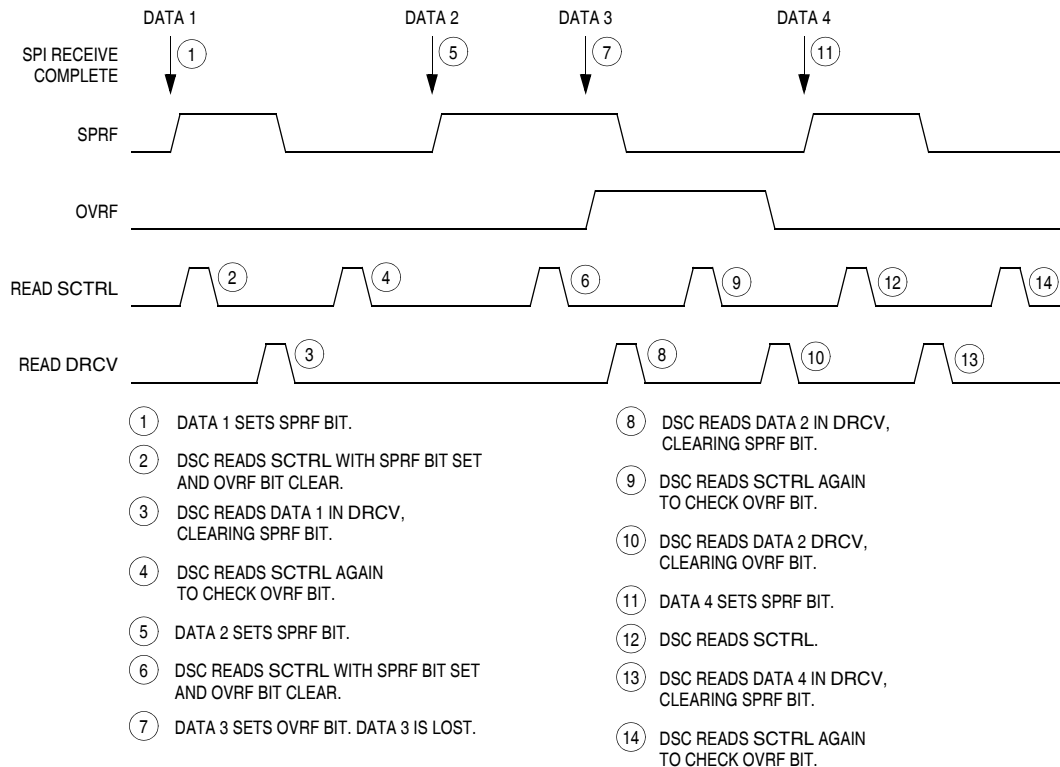 DATA 1 DATA 2 DATA 3 DATA 4
SPI RECEIVE
COMPLETE
1 5 7 11
SPRF
OVRF
READ SCTRL
2 4 6 9 12 14
READ DRCV
3 8 10 13
1 DATA 1 SETS SPRF BIT.
2 DSC READS SCTRL WITH SPRF BIT SET
AND OVRF BIT CLEAR.
3 DSC READS DATA 1 IN DRCV,
CLEARING SPRF BIT.
4 DSC READS SCTRL AGAIN
TO CHECK OVRF BIT.
5 DATA 2 SETS SPRF BIT.
6 DSC READS SCTRL WITH SPRF BIT SET
AND OVRF BIT CLEAR.
7 DATA 3 SETS OVRF BIT. DATA 3 IS LOST.
8 DSC READS DATA 2 IN DRCV,
CLEARING SPRF BIT.
9 DSC READS SCTRL AGAIN
TO CHECK OVRF BIT.
10 DSC READS DATA 2 DRCV,
CLEARING OVRF BIT.
11 DATA 4 SETS SPRF BIT.
12 DSC READS SCTRL.
13 DSC READS DATA 4 IN DRCV,
CLEARING SPRF BIT.
14 DSC READS SCTRL AGAIN
TO CHECK OVRF BIT.